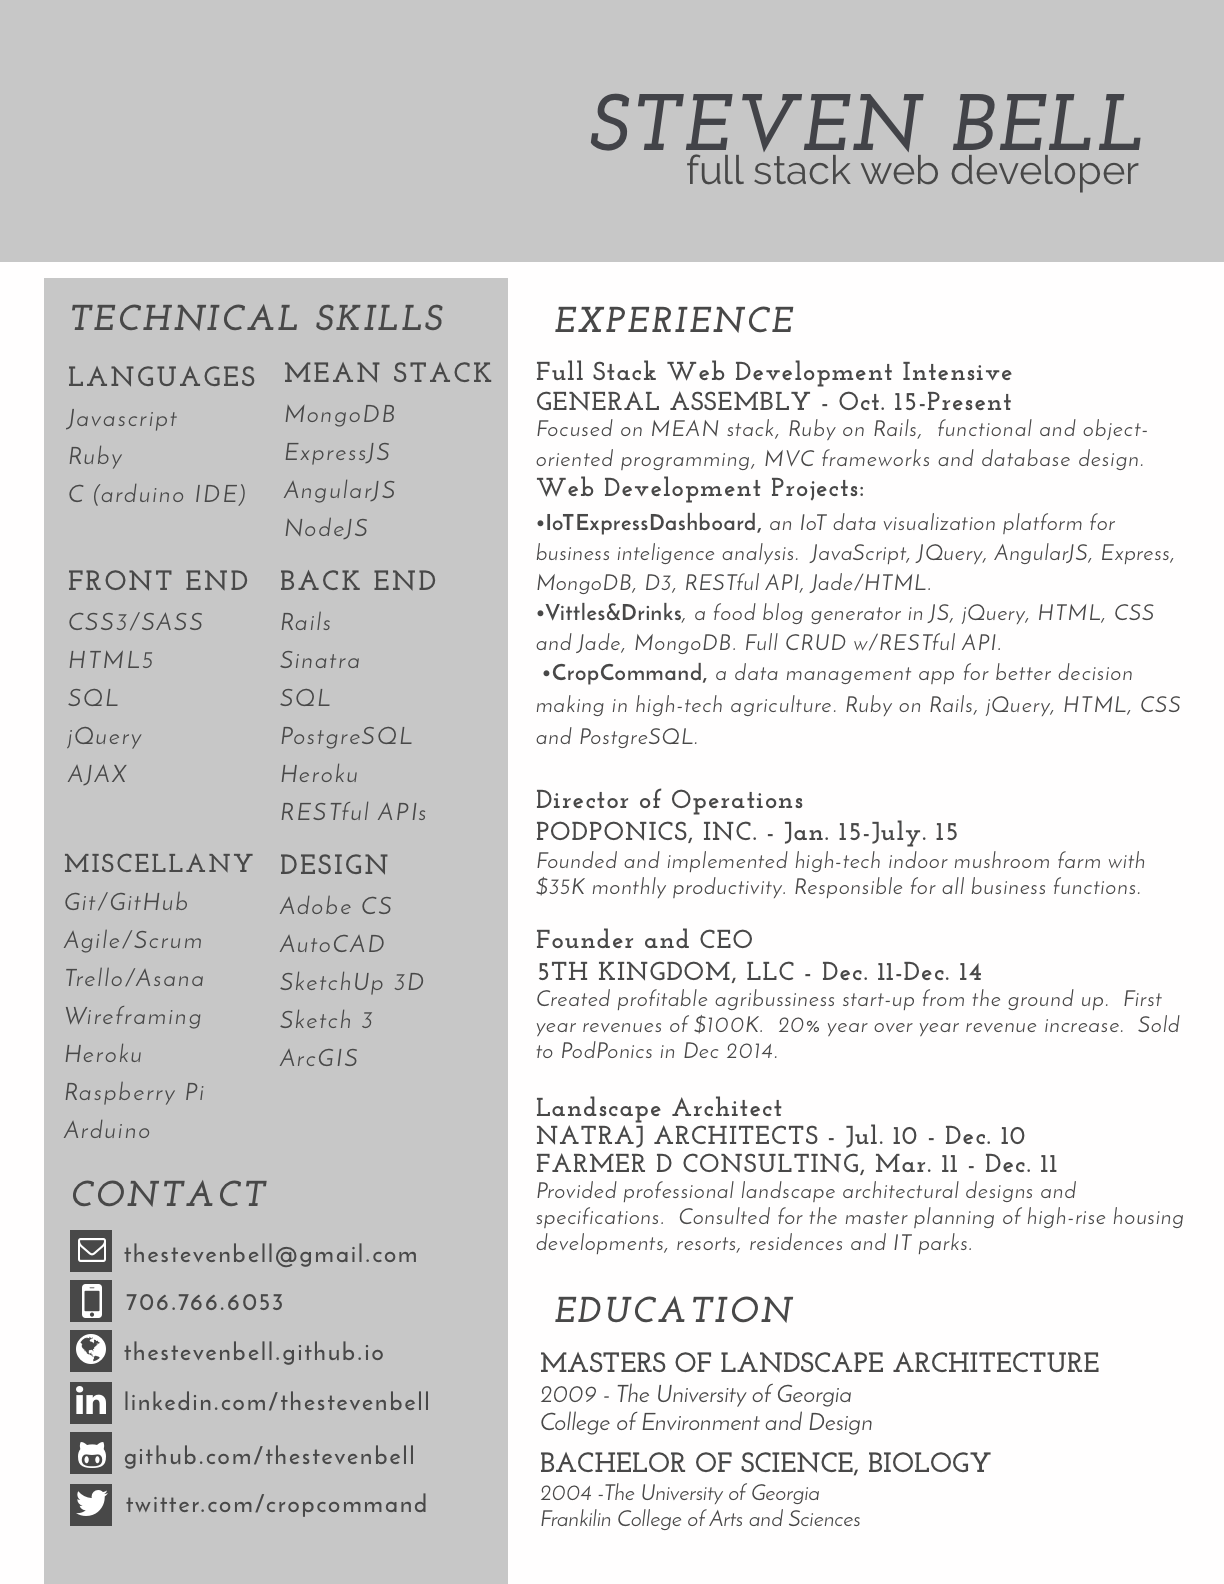 STEVEN BELL
full stack web developer
TECHNICAL SKILLS
LANGUAGES
Javascript
Ruby
C (arduino IDE)
MEAN STACK
MongoDB
ExpressJS
AngularJS
NodeJS
FRONT END
CSS3/SASS
HTML5
SQL
jQuery
AJAX
BACK END
Rails
Sinatra
SQL
PostgreSQL
Heroku
RESTful APIs
MISCELLANY
Git/GitHub
Agile/Scrum
Trello/Asana
Wireframing
Heroku
Raspberry Pi
Arduino
DESIGN
Adobe CS
AutoCAD
SketchUp 3D
Sketch 3
ArcGIS
CONTACT
thestevenbell@gmail.com
706.766.6053
thestevenbell.github.io
in linkedin.com/thestevenbell
github.com/thestevenbell
twitter.com/cropcommand
EXPERIENCE
Full Stack Web Development Intensive
GENERAL ASSEMBLY - Oct. 15-Present
Focused on MEAN stack, Ruby on Rails, functional and object-
oriented programming, MVC frameworks and database design.
Web Development Projects:
•IoTExpressDashboard, an IoT data visualization platform for
business inteligence analysis. JavaScript, JQuery, AngularJS, Express,
MongoDB, D3, RESTful API, Jade/HTML.
•Vittles&Drinks, a food blog generator in JS, jQuery, HTML, CSS
and Jade, MongoDB. Full CRUD w/RESTful API.
•CropCommand, a data management app for better decision
making in high-tech agriculture. Ruby on Rails, jQuery, HTML, CSS
and PostgreSQL.
Director of Operations
PODPONICS, INC. - Jan. 15-July. 15
Founded and implemented high-tech indoor mushroom farm with
$35K monthly productivity. Responsible for all business functions.
Founder and CEO
5TH KINGDOM, LLC - Dec. 11-Dec. 14
Created profitable agribussiness start-up from the ground up. First
year revenues of $100K. 20% year over year revenue increase. Sold
to PodPonics in Dec 2014.
Landscape Architect
NATRAJ ARCHITECTS - Jul. 10 - Dec. 10
FARMER D CONSULTING, Mar. 11 - Dec. 11
Provided professional landscape architectural designs and
specifications. Consulted for the master planning of high-rise housing
developments, resorts, residences and IT parks.
EDUCATION
MASTERS OF LANDSCAPE ARCHITECTURE
2009 - The University of Georgia
College of Environment and Design
BACHELOR OF SCIENCE, BIOLOGY
2004 -The University of Georgia
Frankilin College of Arts and Sciences